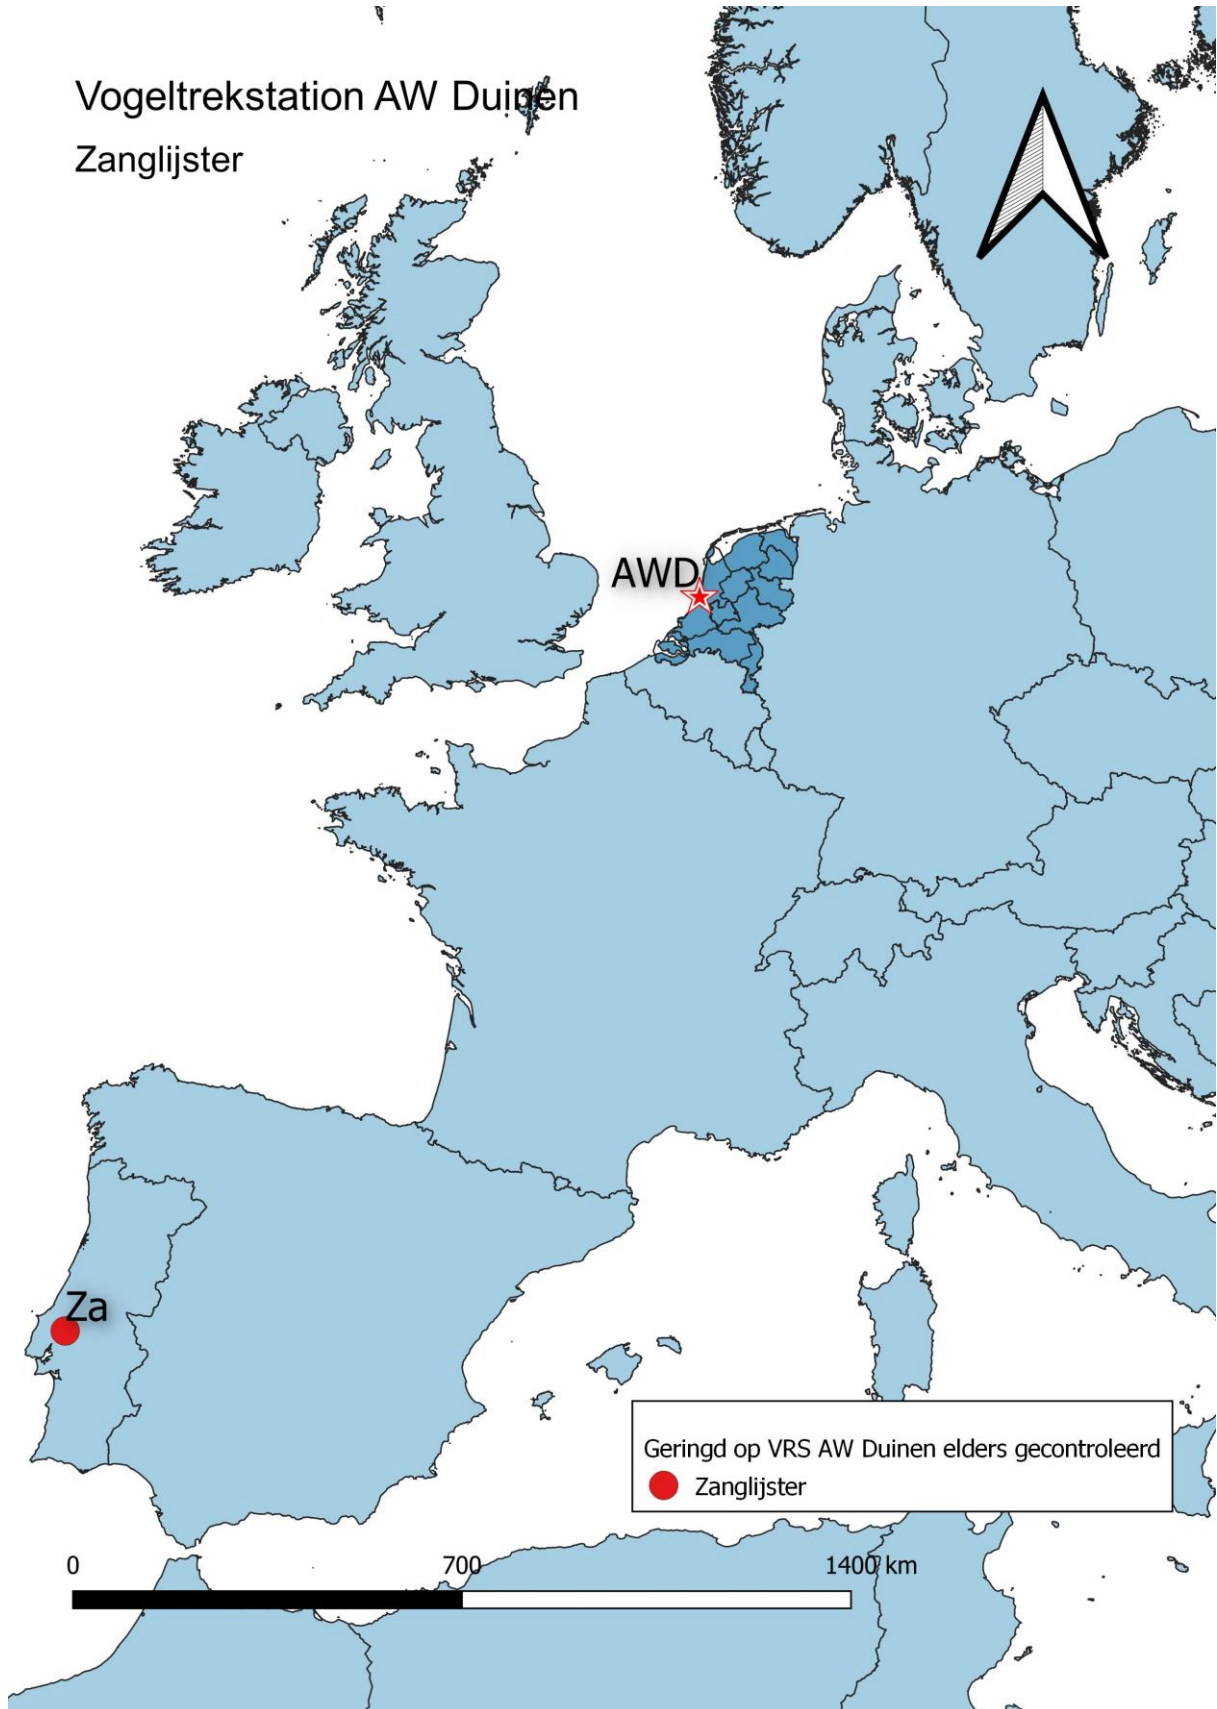 Vogeltrekstation AW Duinen
Zanglijster
AWD
Za
Geringd op VRS AW Duinen elders gecontroleerd
Zanglijster
0 700 1400 km